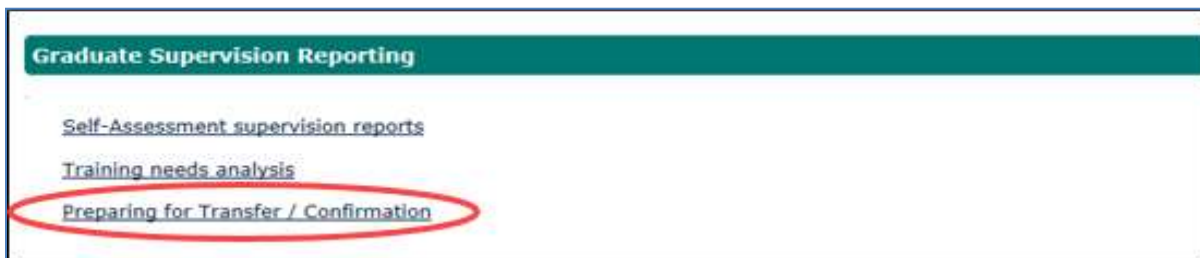 Graduate Supervision Reporting
Self-Assessment supervision reports
Training needs analysis
Preparing for Transfer / Confirmation